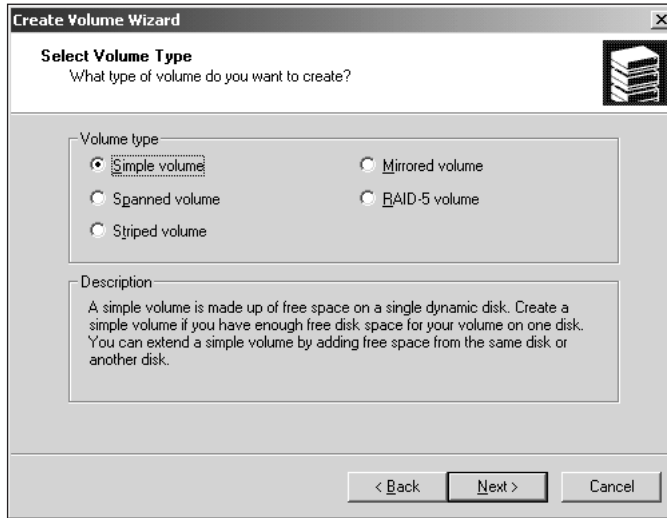 Create Volume Wizard
Select Volume Type
What type of volume do you want to create?
Volume type
Simple volume
Mirrored volume
Spanned volume
RAID-5 volume
Striped volume
Description
A simple volume is made up of free space on a single dynamic disk. Create a
simple volume if you have enough free disk space for your volume on one disk.
You can extend a simple volume by adding free space from the same disk or
another disk.
< Back
Next >
Cancel